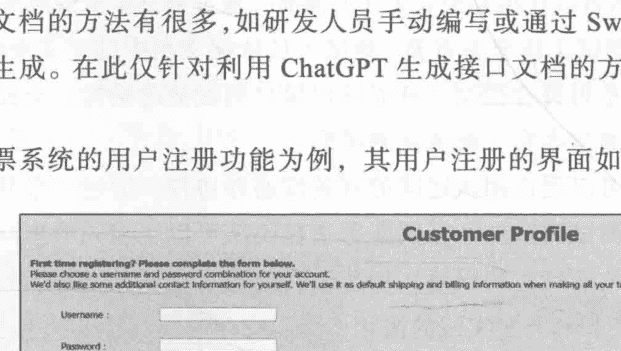 文档的方法有很多，如研发人员手动编写或通过 Sw
生成。在此仅针对利用 ChatGPT 生成接口文档的方
票系统的用户注册功能为例，其用户注册的界面如
Customer Profile
First time registering? Please complete the form below.
Please choose a username and password combination for your account.
We'd also like some additional contact information for yourself. We'll use it as default shipping and billing information when making all your
Username :
Password :